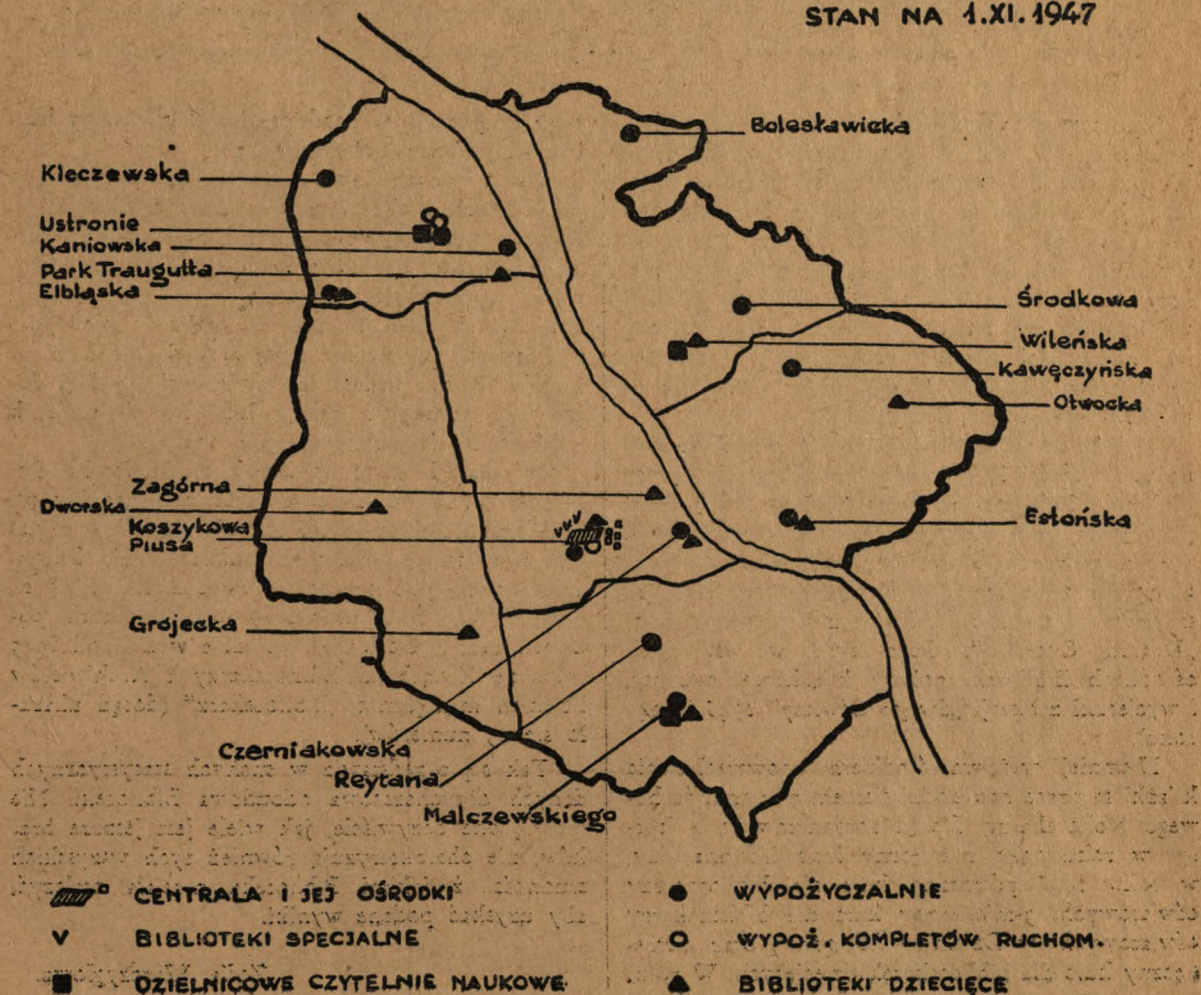 STAN NA 1.XI.1947
Bolesławicka
Kleczewska
Ustronie
Kaniowska
Park Traugutta
Elbląska
Środkowa
Wileńska
Kawęczyńska
Otwocka
Zagórna
Dworska
Koszykowa
Piusa
Estońska
Grójecka
Czerniakowska
Reytana
Malczewskiego
CENTRALA I JEJ OŚRODKI
WYPOŻYCZALNIE
V BIBLIOTEKI SPECJALNE
WYPOŻ. KOMPLETÓW RUCHOM.
DZIELNICOWE CZYTELNIE NAUKOWE
BIBLIOTEKI DZIECIĘCE